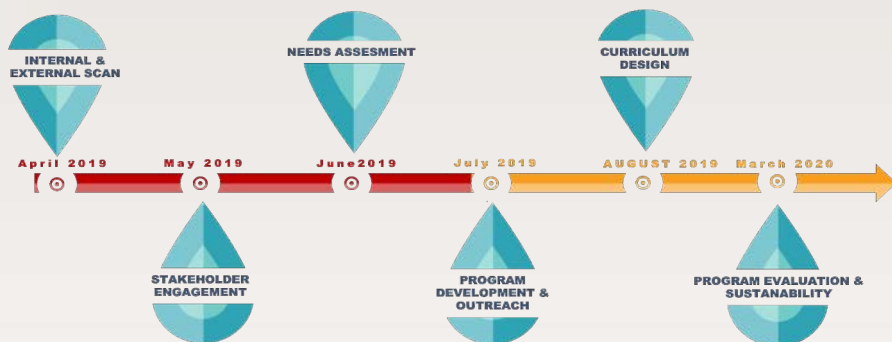 INTERNAL &
EXTERNAL SCAN
NEEDS ASSESMENT
CURRICULUM
DESIGN
April 2019
May 2019
June2019
July 2019
AUGUST 2019
March 2020
STAKEHOLDER
ENGAGEMENT
PROGRAM
DEVELOPMENT &
OUTREACH
PROGRAM EVALUATION &
SUSTANABILITY